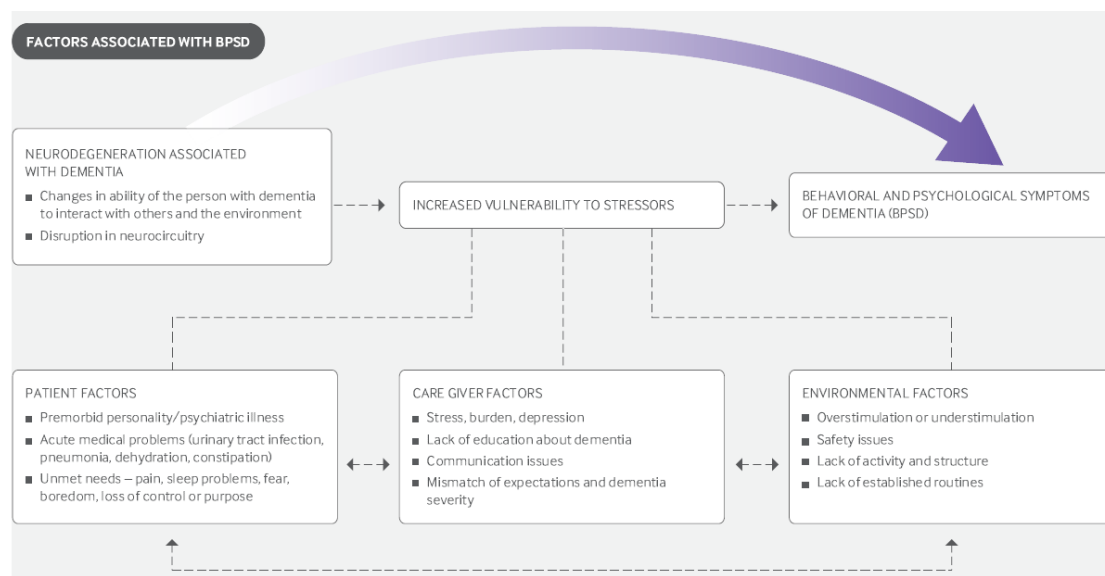 FACTORS ASSOCIATED WITH BPSD
NEURODEGENERATION ASSOCIATED
WITH DEMENTIA
■ Changes in ability of the person with dementia
to interact with others and the environment
■ Disruption in neurocircuitry
INCREASED VULNERABILITY TO STRESSORS
BEHAVIORAL AND PSYCHOLOGICAL SYMPTOMS
OF DEMENTIA (BPSD)
PATIENT FACTORS
■ Premorbid personality/psychiatric illness
■ Acute medical problems (urinary tract infection,
pneumonia, dehydration, constipation)
■ Unmet needs – pain, sleep problems, fear,
boredom, loss of control or purpose
CARE GIVER FACTORS
■ Stress, burden, depression
■ Lack of education about dementia
■ Communication issues
■ Mismatch of expectations and dementia
severity
ENVIRONMENTAL FACTORS
■ Overstimulation or understimulation
■ Safety issues
■ Lack of activity and structure
■ Lack of established routines